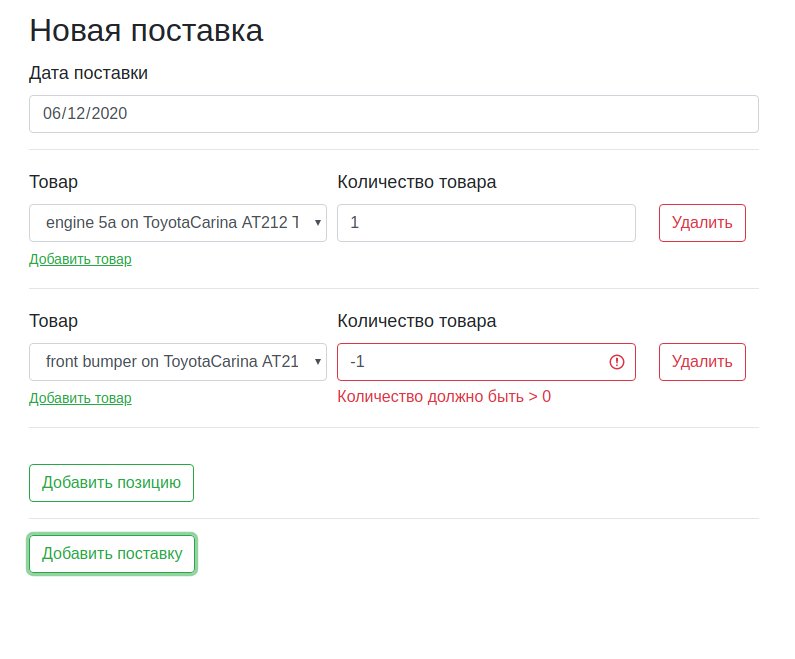 Новая поставка
Дата поставки
06/12/2020
Товар Количество товара
engine 5a on ToyotaCarina AT212 T 1 Удалить
Добавить товар
Товар Количество товара
front bumper on ToyotaCarina AT21 -1 Удалить
Добавить товар Количество должно быть > 0
Добавить позицию
Добавить поставку